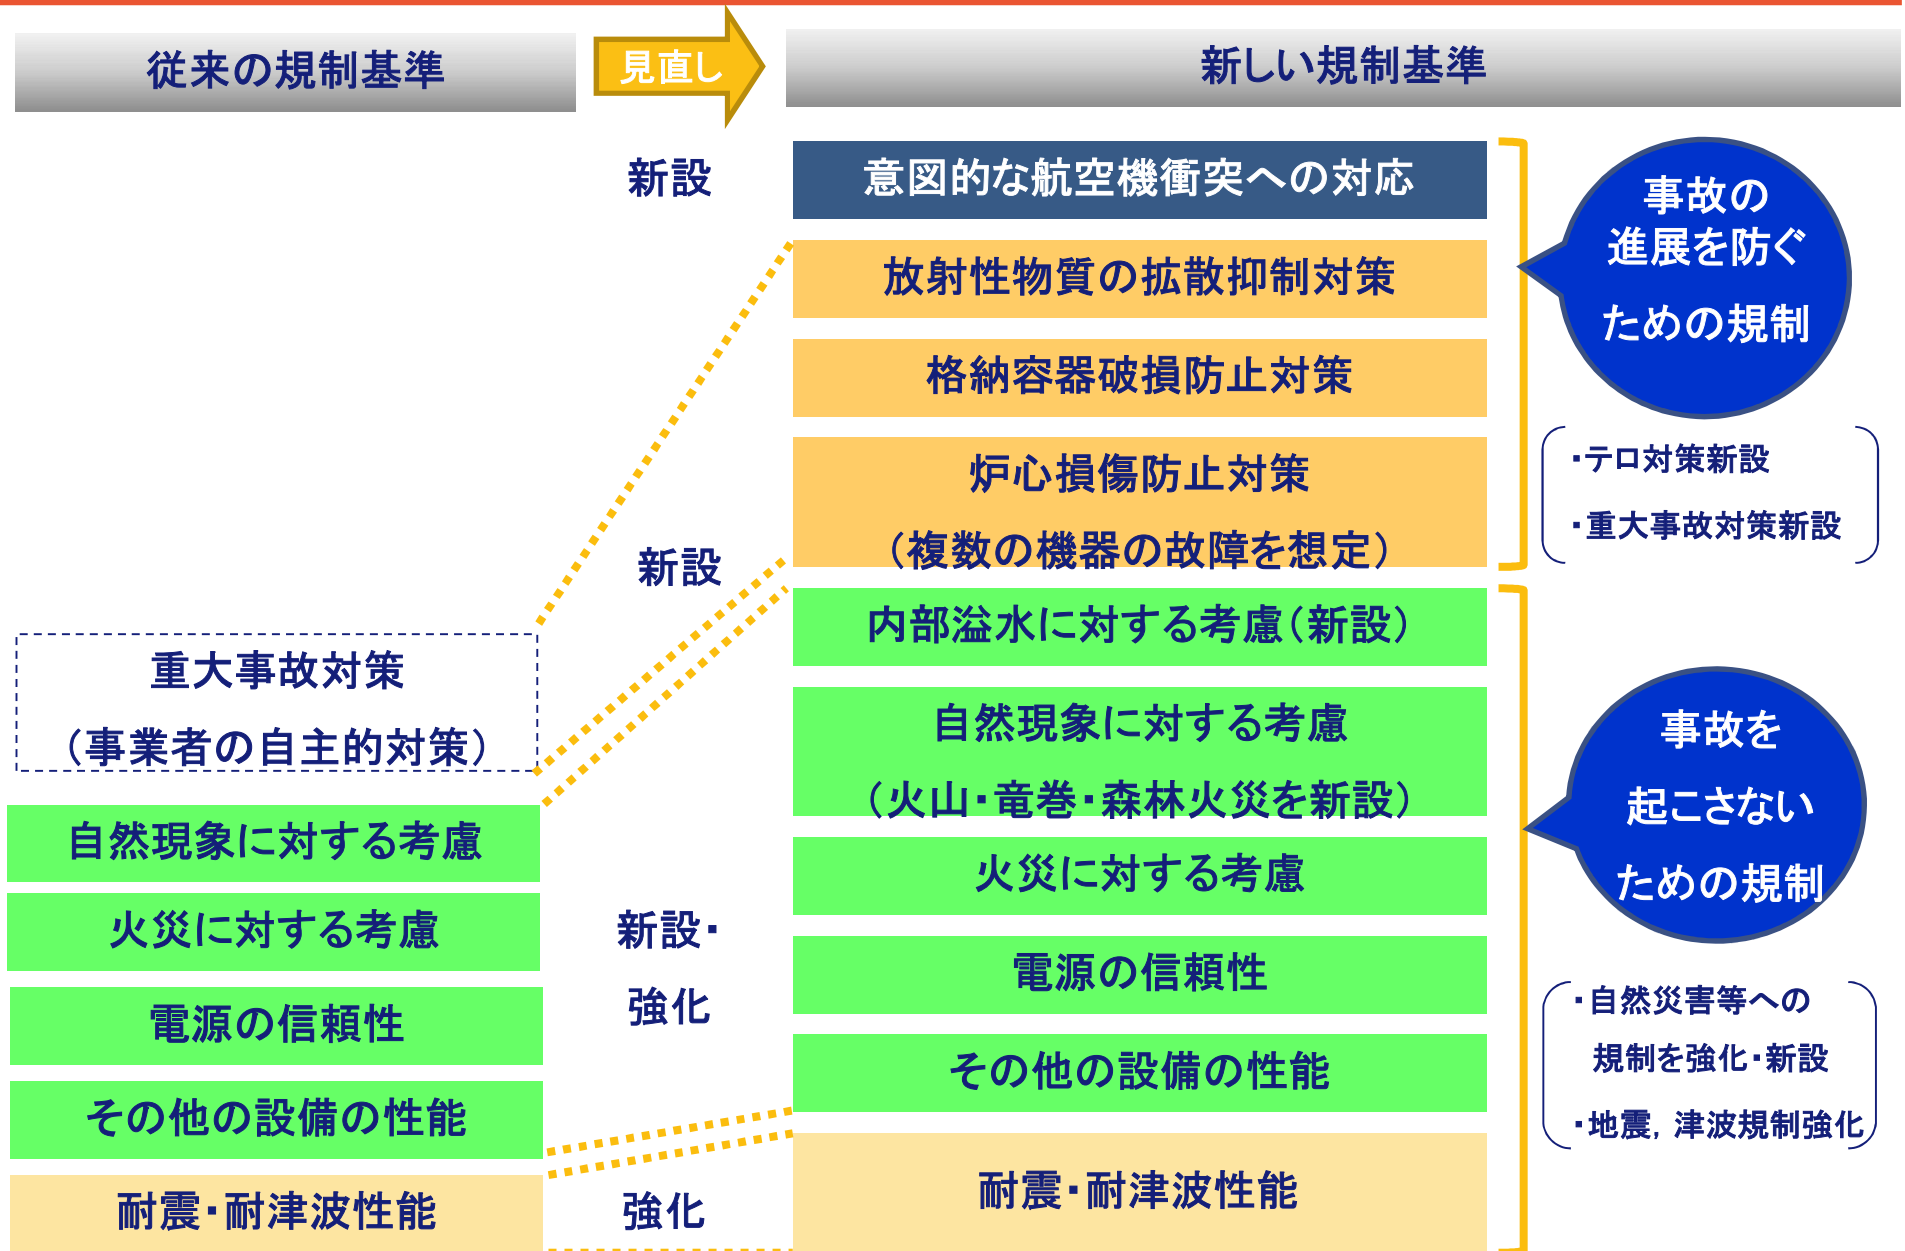 従来の規制基準
見直し
新しい規制基準
新設
意図的な航空機衝突への対応
放射性物質の拡散抑制対策
格納容器破損防止対策
炉心損傷防止対策
（複数の機器の故障を想定）
事故の
進展を防ぐ
ための規制
・テロ対策新設
・重大事故対策新設
新設
重大事故対策
（事業者の自主的対策）
自然現象に対する考慮
火災に対する考慮
電源の信頼性
その他の設備の性能
耐震・耐津波性能
新設・
強化
強化
内部溢水に対する考慮（新設）
自然現象に対する考慮
（火山・竜巻・森林火災を新設）
火災に対する考慮
電源の信頼性
その他の設備の性能
耐震・耐津波性能
事故を
起こさない
ための規制
・自然災害等への
規制を強化・新設
・地震，津波規制強化